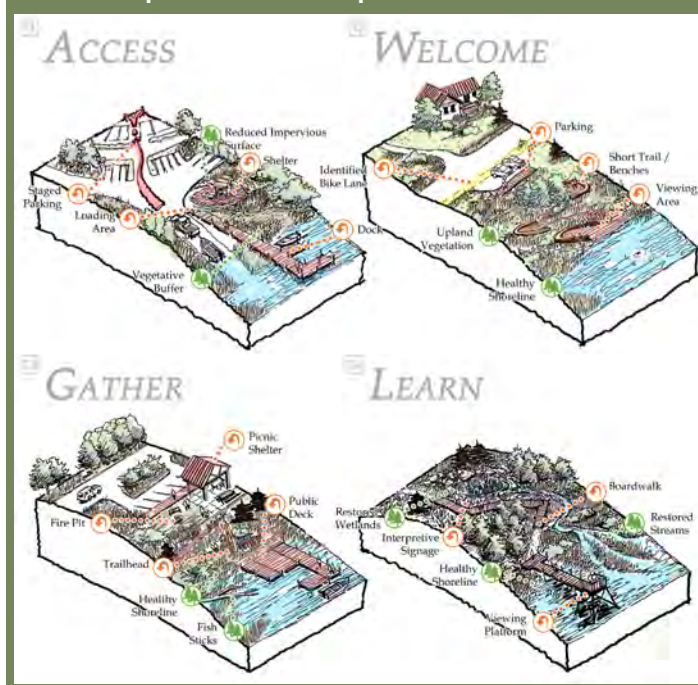 ACCESS
Reduced Impervious
Surface
Shelter
Staged
Parking
Loading
Area
Dock
Vegetative
Buffer
WELCOME
Parking
Identified
Bike Lane
Short Trail /
Benches
Viewing
Area
Upland
Vegetation
Healthy
Shoreline
GATHER
Picnic
Shelter
Fire Pit
Public
Dock
Trailhead
Healthy
Shoreline
Fish
Sticks
LEARN
Boardwalk
Restored
Wetlands
Interpretive
Signage
Restored
Streams
Healthy
Shoreline
Viewing
Platform